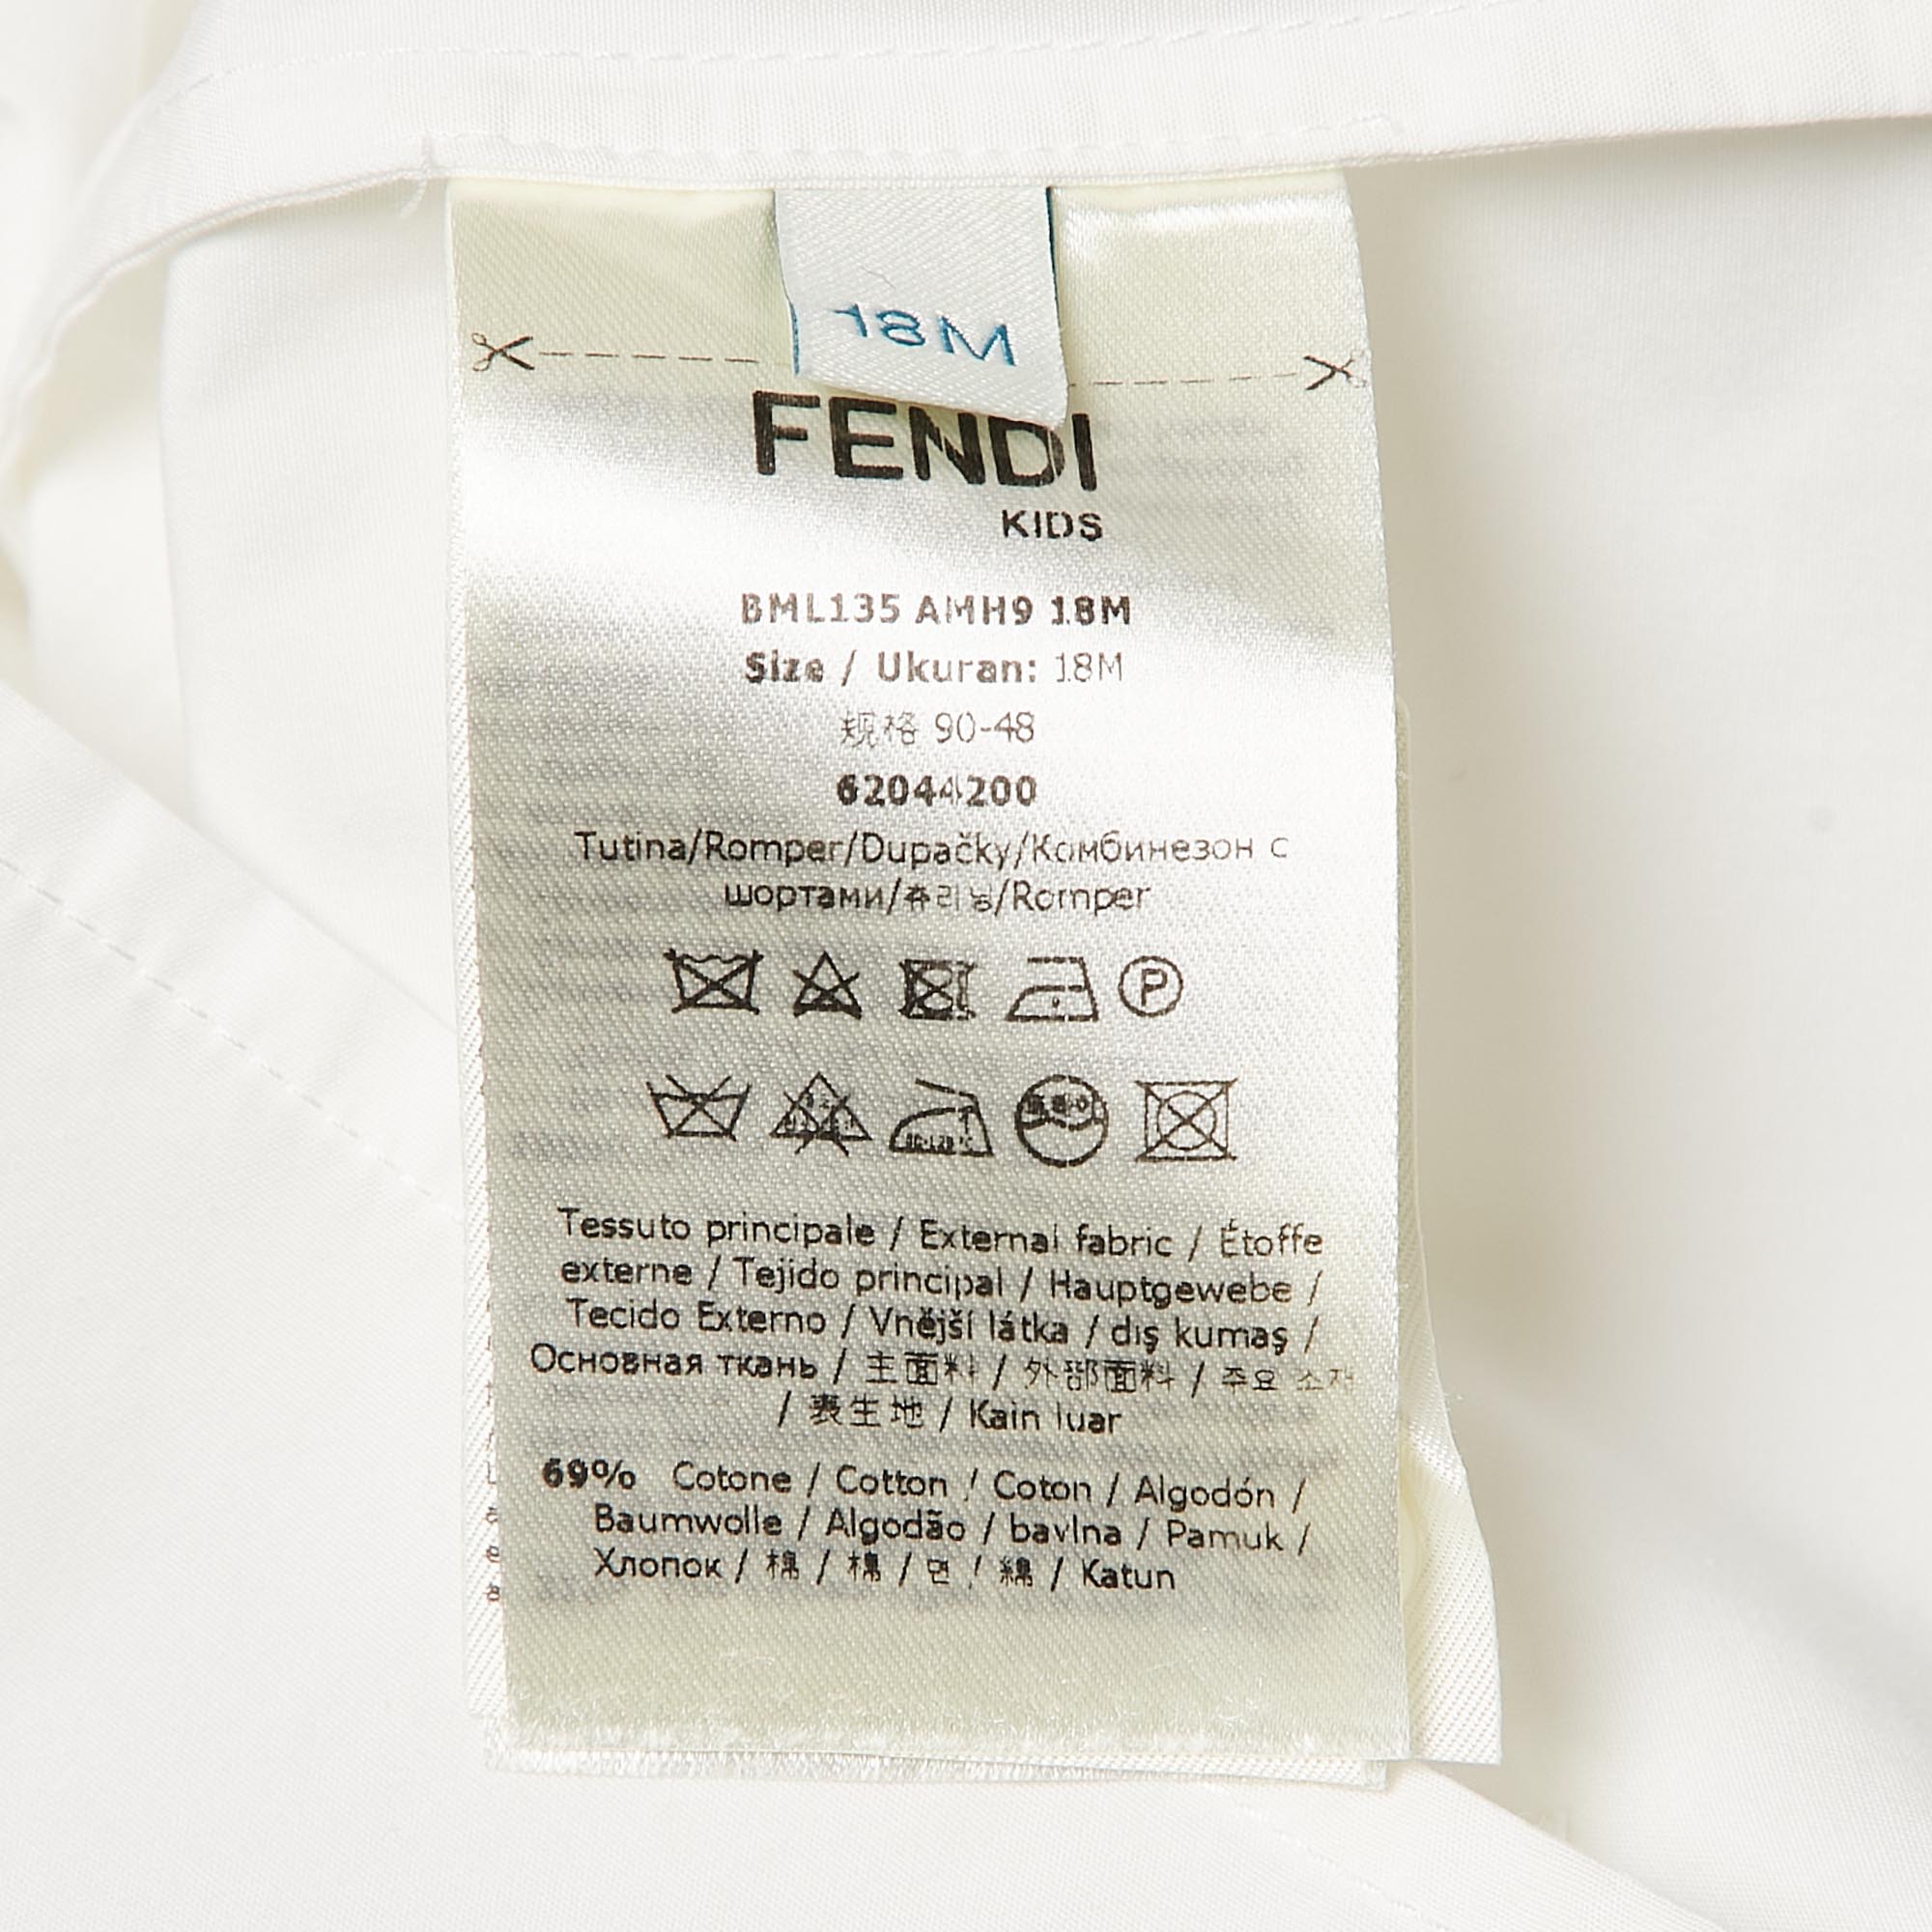 18M
FENDI
KIDS
BML135 AMH9 18M
Size / Ukuran: 18M
规格 90-48
62044200
Tutina/Romper/Dupačky/Комбинезон с
шортами/쥬리닝/Romper
P
Tessuto principale / External fabric / Étoffe
externe / Tejido principal / Hauptgewebe /
Tecido Externo / Vnější látka / dış kumaş /
Основная ткань / 主面料 / 外部面料 / 주요 소재
/ 表生地 / Kain luar
69% Cotone / Cotton / Coton / Algodón /
Baumwolle / Algodão / bavlna / Pamuk /
Хлопок / 棉 / 棉 / 면 / 綿 / Katun